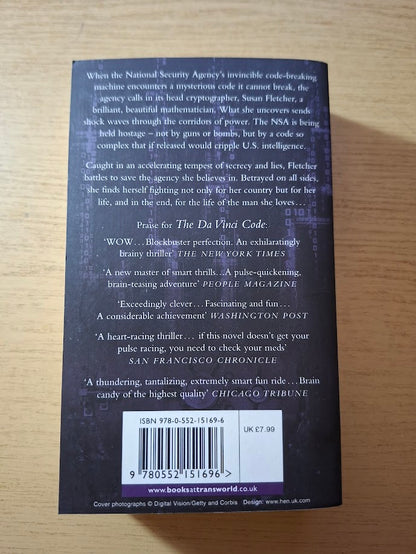 When the National Security Agency's invincible code-breaking
machine encounters a mysterious code it cannot break, the
agency calls in its head cryptographer, Susan Fletcher, a
brilliant, beautiful mathematician. What she uncovers sends
shock waves through the corridors of power. The NSA is being
held hostage – not by guns or bombs, but by a code so
complex that if released would cripple U.S. intelligence.
Caught in an accelerating tempest of secrecy and lies, Fletcher
battles to save the agency she believes in. Betrayed on all sides,
she finds herself fighting not only for her country but for her
life, and in the end, for the life of the man she loves...
Praise for The Da Vinci Code:
'WOW...Blockbuster perfection. An exhilaratingly
brainy thriller' THE NEW YORK TIMES
'A new master of smart thrills...A pulse-quickening,
brain-teasing adventure' PEOPLE MAGAZINE
'Exceedingly clever... Fascinating and fun...
A considerable achievement' WASHINGTON POST
'A heart-racing thriller... if this novel doesn't get your
pulse racing, you need to check your meds'
SAN FRANCISCO CHRONICLE
'A thundering, tantalizing, extremely smart fun ride...Brain
candy of the highest quality' CHICAGO TRIBUNE
ISBN 978-0-552-15169-6
UK £7.99
9 780552 151696 >
www.booksattransworld.co.uk
Cover photographs © Digital Vision/Getty and Corbis Design: www.hen.uk.com